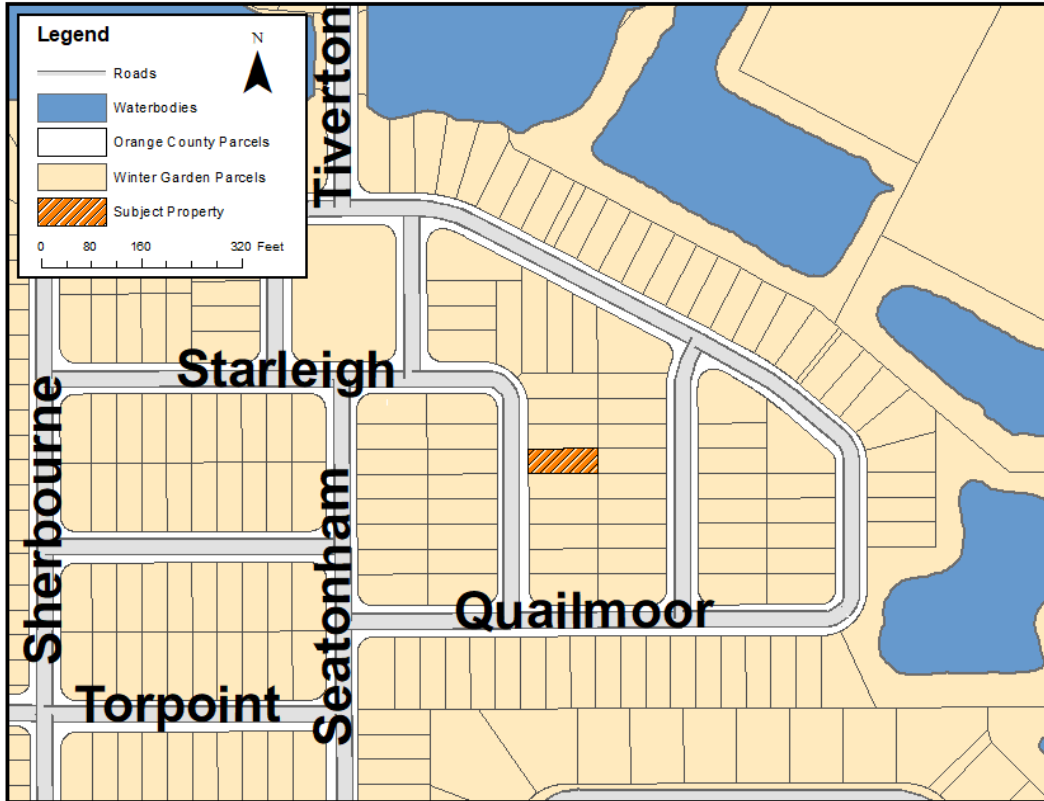 Legend
N
Roads
Waterbodies
Orange County Parcels
Winter Garden Parcels
Subject Property
0 80 160 320 Feet
Tiverton
Starleigh
Sherbourne
Seatonham
Quailmoor
Torpoint